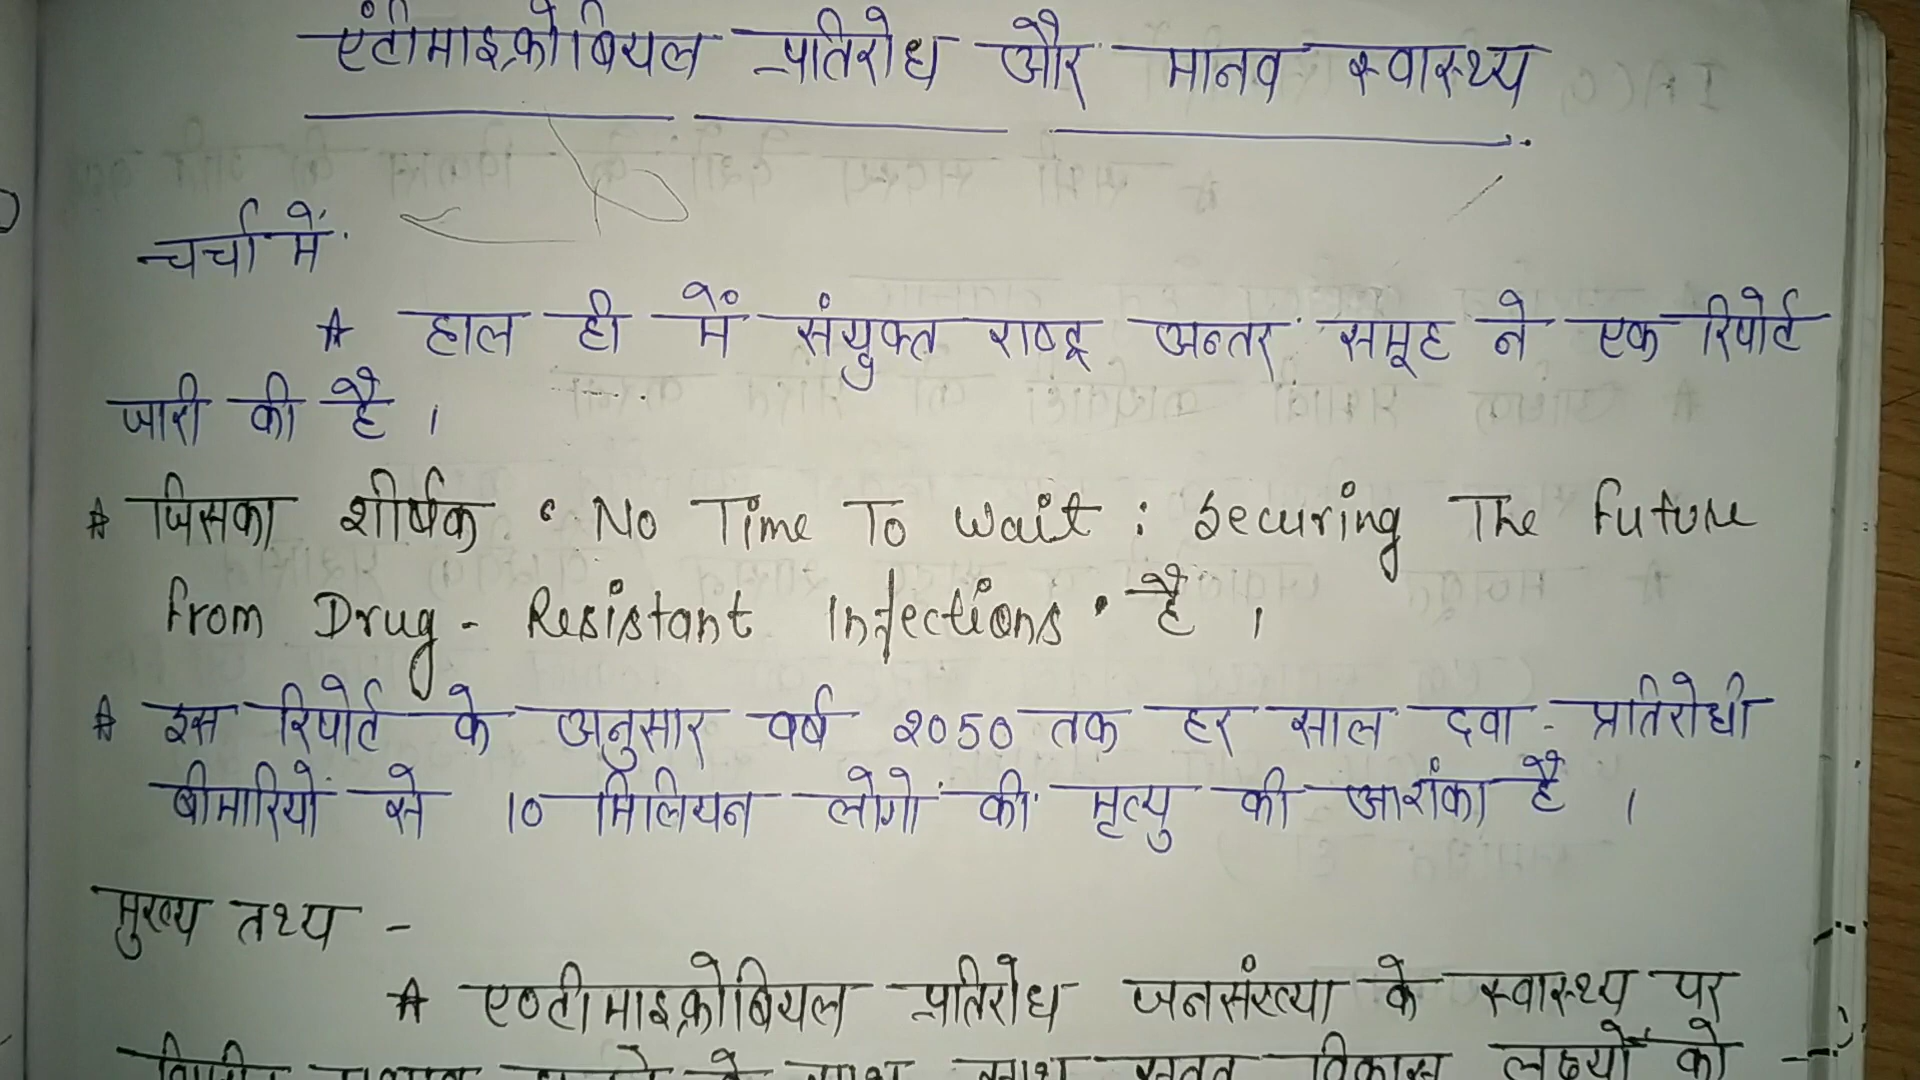 एंटीमाइक्रोबियल प्रतिरोध और मानव स्वास्थ्य
चर्चा में
* हाल ही में संयुक्त राष्ट्र अन्तर समूह ने एक रिपोर्ट
जारी की है ।
* जिसका शीर्षक ' No Time To Wait : Securing The Future
From Drug - Resistant Infections ' है ।
* इस रिपोर्ट के अनुसार वर्ष 2050 तक हर साल दवा - प्रतिरोधी
बीमारियों से 10 मिलियन लोगों की मृत्यु की आशंका है ।
मुख्य तथ्य -
* एण्टीमाइक्रोबियल प्रतिरोध जनसंख्या के स्वास्थ्य पर
साथ सतत विकास लक्ष्यों को